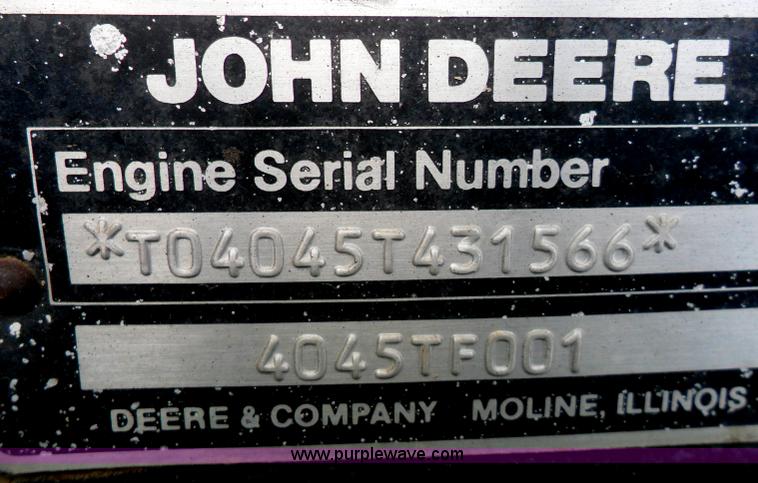 JOHN DEERE
Engine Serial Number
*T04045T431566*
4045TF001
DEERE & COMPANY MOLINE, ILLINOIS
www.purplewave.com